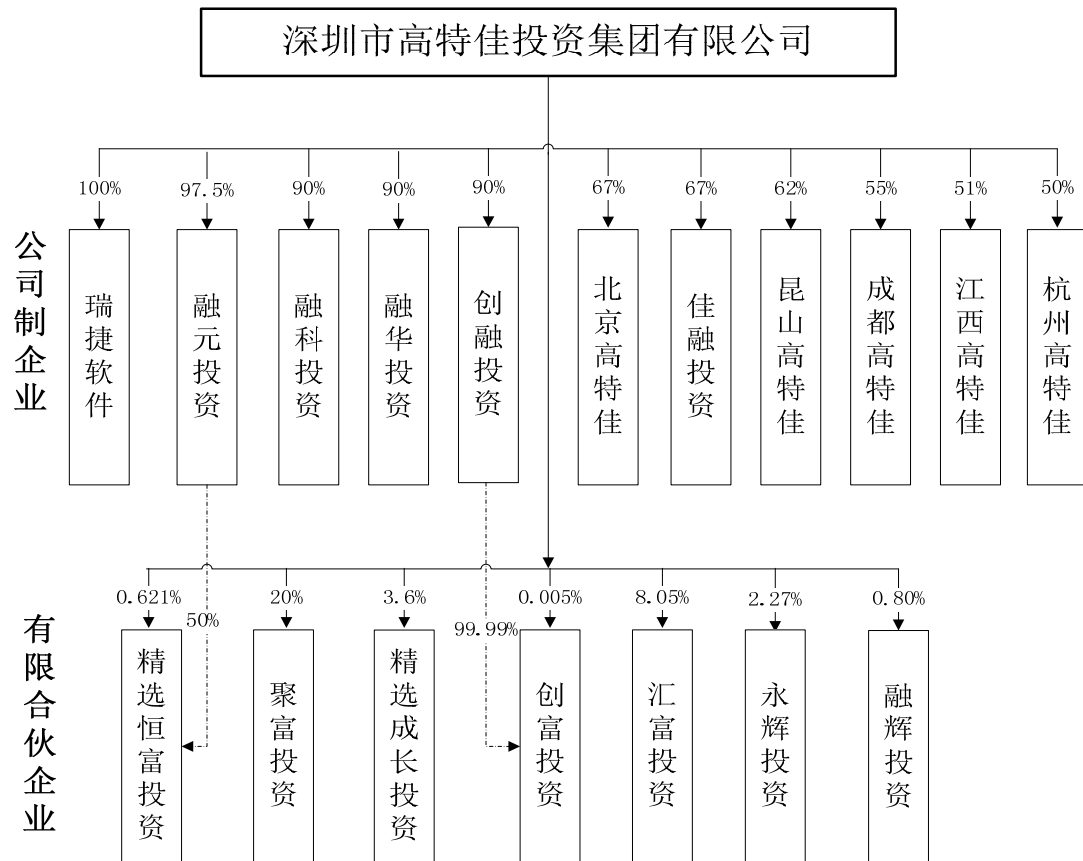 深圳市高特佳投资集团有限公司
100%
97.5%
90%
90%
90%
67%
67%
62%
55%
51%
50%
公司制企业
瑞捷软件
融元投资
融科投资
融华投资
创融投资
北京高特佳
佳融投资
昆山高特佳
成都高特佳
江西高特佳
杭州高特佳
0.621%
50%
20%
3.6%
99.99%
0.005%
8.05%
2.27%
0.80%
有限合伙企业
精选恒富投资
聚富投资
精选成长投资
创富投资
汇富投资
永辉投资
融辉投资